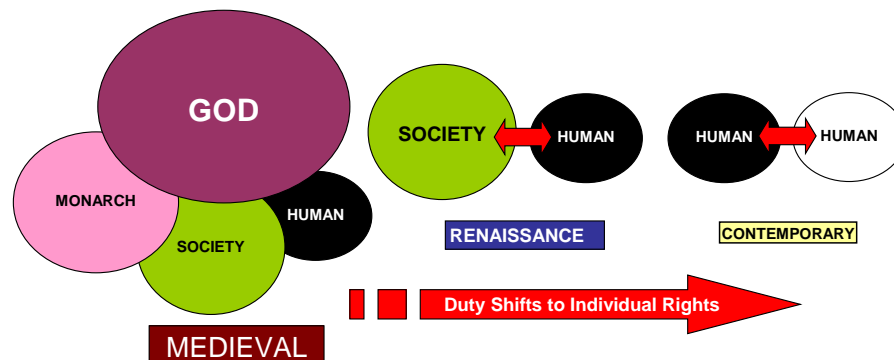 GOD
MONARCH
SOCIETY
HUMAN
MEDIEVAL
SOCIETY
HUMAN
RENAISSANCE
HUMAN
HUMAN
CONTEMPORARY
Duty Shifts to Individual Rights